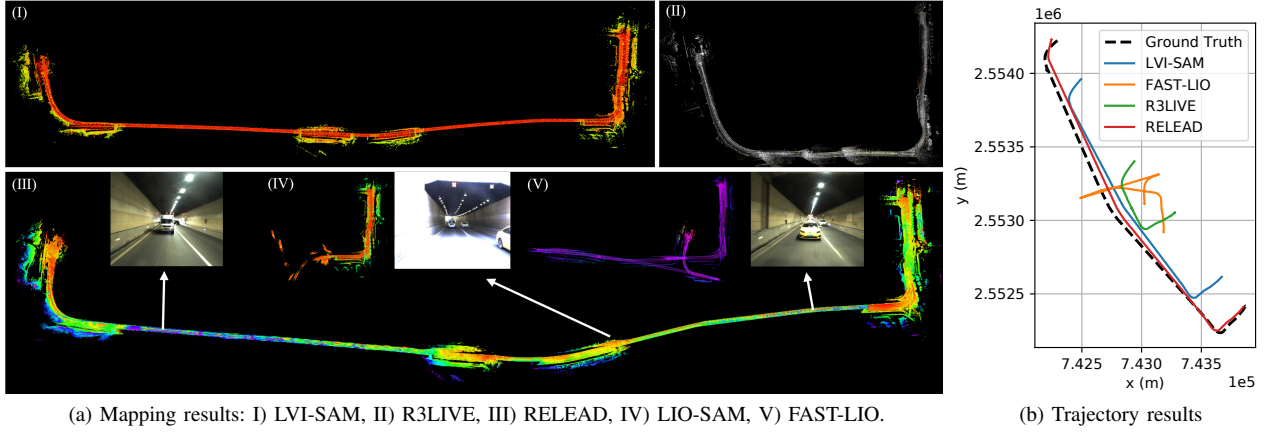 (I)
(II)
(III)
(IV)
(V)
(a) Mapping results: I) LVI-SAM, II) R3LIVE, III) RELEAD, IV) LIO-SAM, V) FAST-LIO.
1e6
Ground Truth
LVI-SAM
FAST-LIO
R3LIVE
RELEAD
2.5540
2.5535
2.5530
2.5525
y (m)
7.425 7.430 7.435
x (m)
1e5
(b) Trajectory results